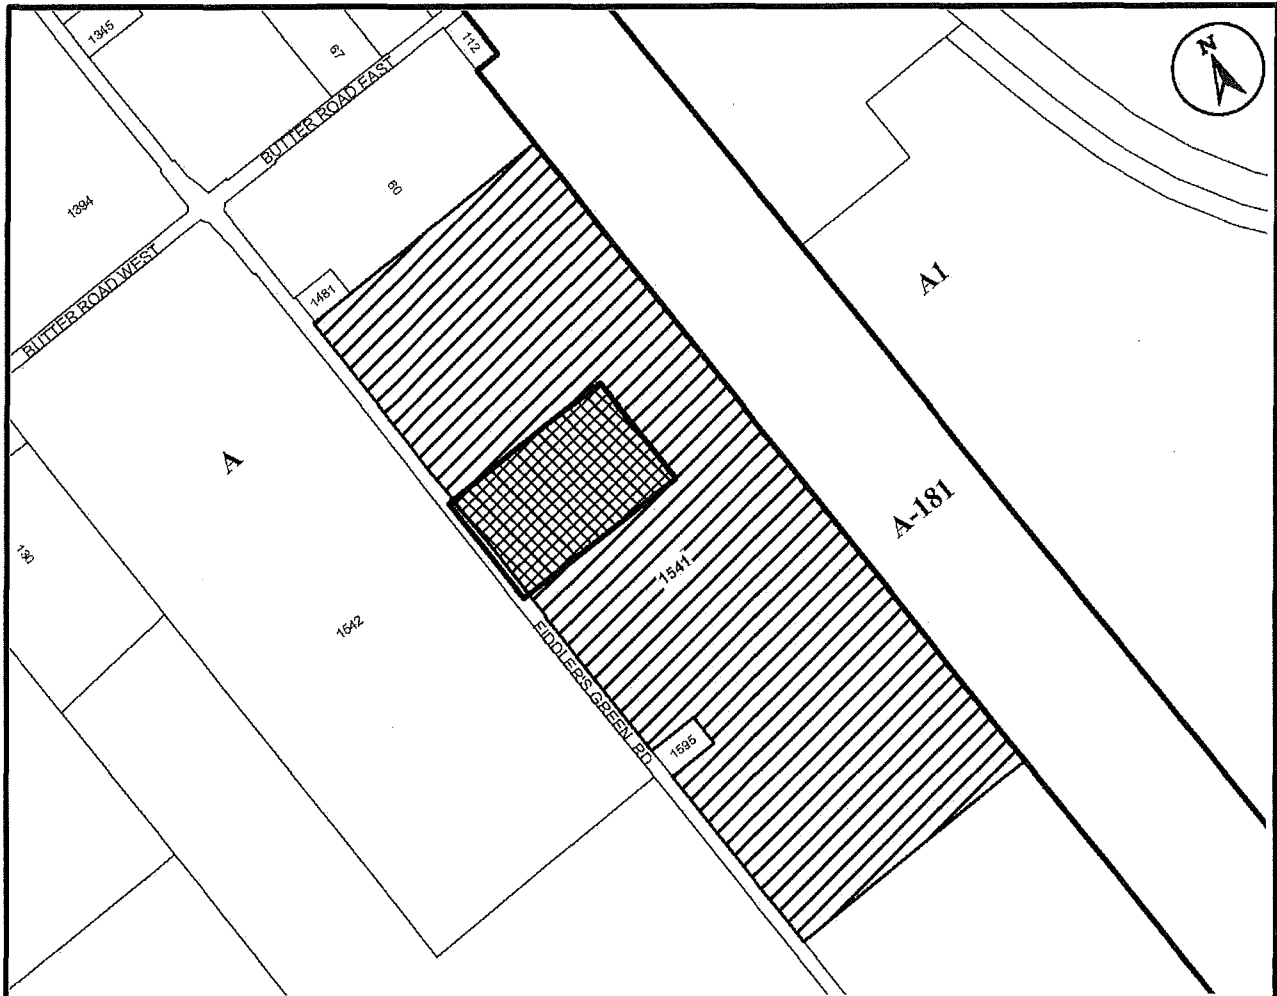 1345
67
112
N
BUTTER ROAD EAST
60
1394
BUTTER ROAD WEST
1481
A1
A
A-181
130
1541
1542
FIDDLER'S GREEN RD
1595